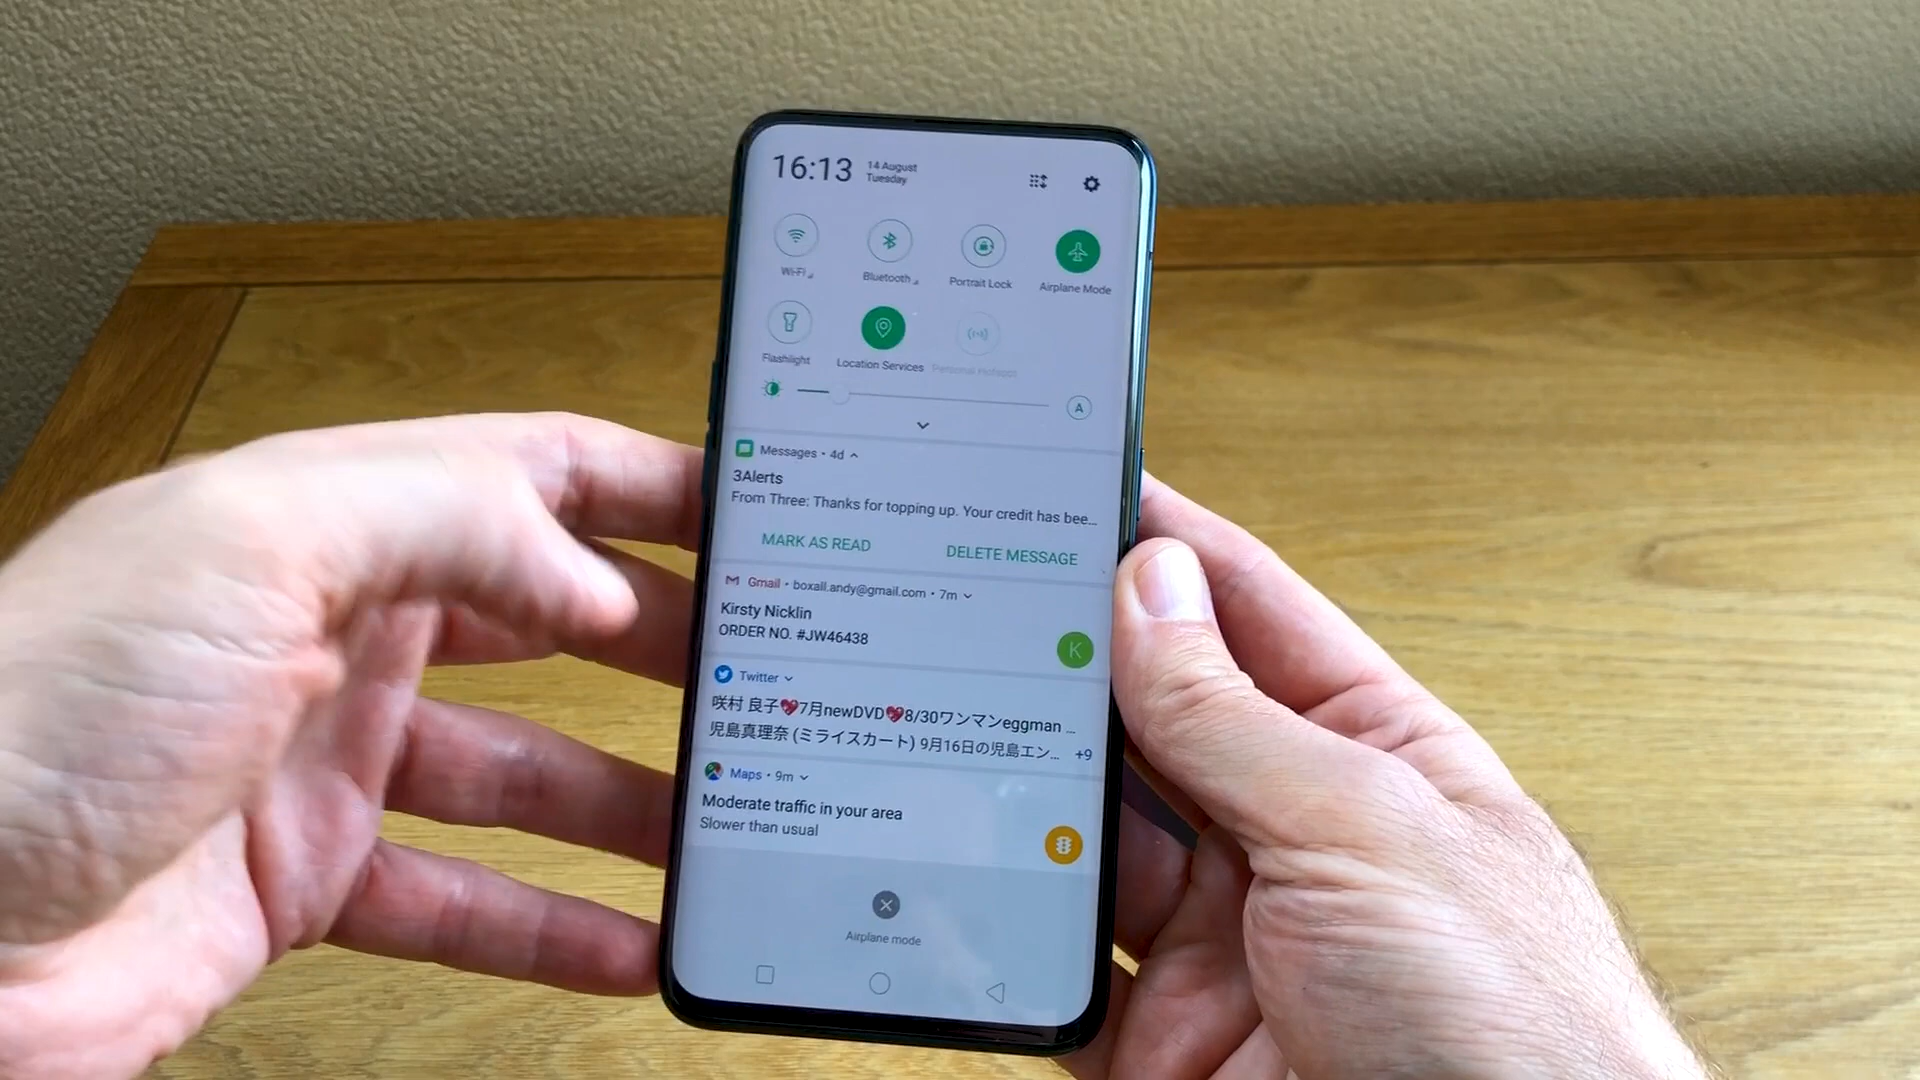 16:13
14 August
Tuesday
Wi-Fi
Bluetooth
Portrait Lock
Airplane Mode
Flashlight
Location Services
Personal Hotspot
A
Messages • 4d
3Alerts
From Three: Thanks for topping up. Your credit has bee...
MARK AS READ
DELETE MESSAGE
Gmail • boxall.andy@gmail.com • 7m
Kirsty Nicklin
ORDER NO. #JW46438
K
Twitter
咲村 良子💖7月newDVD💖8/30ワンマンeggman ...
児島真理奈 (ミライスカート) 9月16日の児島エン... +9
Maps • 9m
Moderate traffic in your area
Slower than usual
Airplane mode